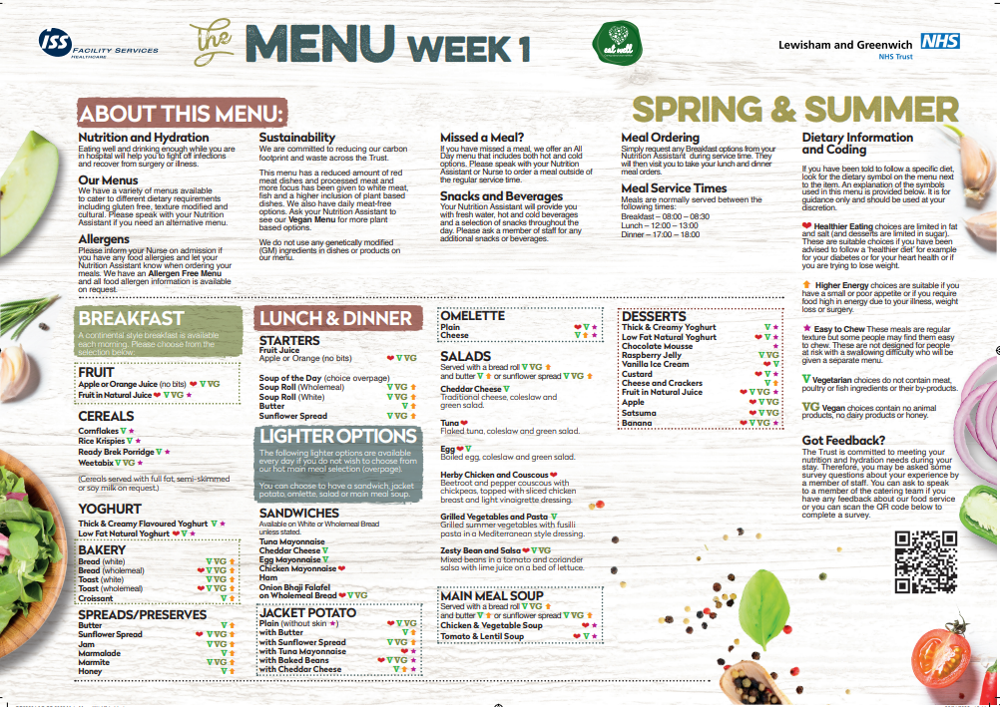 ISS FACILITY SERVICES
HEALTHCARE
the MENU WEEK 1
eat well
Lewisham and Greenwich NHS
NHS Trust
SPRING & SUMMER
ABOUT THIS MENU:
Nutrition and Hydration
Eating well and drinking enough while you are
in hospital will help you to fight off infections
and recover from surgery or illness.
Our Menus
We have a variety of menus available
to cater to different dietary requirements
including gluten free, texture modified and
cultural. Please speak with your Nutrition
Assistant if you need an alternative menu.
Allergens
Please inform your Nurse on admission if
you have any food allergies and let your
Nutrition Assistant know when ordering your
meals. We have an Allergen Free Menu
and all food allergen information is available
on request.
Sustainability
We are committed to reducing our carbon
footprint and waste across the Trust.
This menu has a reduced amount of red
meat dishes and processed meat and
more focus has been given to white meat,
fish and a higher inclusion of plant based
dishes. We also have daily meat-free
options. Ask your Nutrition Assistant to
see our Vegan Menu for more plant
based options.
We do not use any genetically modified
(GM) ingredients in dishes or products on
our menu.
Missed a Meal?
If you have missed a meal, we offer an All
Day menu that includes both hot and cold
options. Please speak with your Nutrition
Assistant or Nurse to order a meal outside of
the regular service time.
Snacks and Beverages
Your Nutrition Assistant will provide you
with fresh water, hot and cold beverages
and a selection of snacks throughout the
day. Please ask a member of staff for any
additional snacks or beverages.
Meal Ordering
Simply request any Breakfast options from your
Nutrition Assistant during service time. They
will then visit you to take your lunch and dinner
meal orders.
Meal Service Times
Meals are normally served between the
following times:
Breakfast – 08:00 – 08:30
Lunch – 12:00 – 13:00
Dinner – 17:00 – 18:00
Dietary Information
and Coding
If you have been told to follow a specific diet,
look for the dietary symbol on the menu next
to the item. An explanation of the symbols
used in this menu is provided below. It is for
guidance only and should be used at your
discretion.
Healthier Eating choices are limited in fat
and salt (and desserts are limited in sugar).
These are suitable choices if you have been
advised to follow a 'healthier diet' for example
for your diabetes or for your heart health or if
you are trying to lose weight.
Higher Energy choices are suitable if you
have a small or poor appetite or if you require
food high in energy due to your illness, weight
loss or surgery.
Easy to Chew These meals are regular
texture but some people may find them easy
to chew. These are not designed for people
at risk with a swallowing difficulty who will be
given a separate menu.
V Vegetarian choices do not contain meat,
poultry or fish ingredients or their by-products.
VG Vegan choices contain no animal
products, no dairy products or honey.
Got Feedback?
The Trust is committed to meeting your
nutrition and hydration needs during your
stay. Therefore, you may be asked some
survey questions about your experience by
a member of staff. You can ask to speak
to a member of the catering team if you
have any feedback about our food service
or you can scan the QR code below to
complete a survey.
BREAKFAST
A continental style breakfast is available
each morning. Please choose from the
selection below:
FRUIT
Apple or Orange Juice (no bits) ❤ V VG
Fruit in Natural Juice ❤ V VG ★
CEREALS
Cornflakes V ★
Rice Krispies V ★
Ready Brek Porridge V ★
Weetabix V VG ★
(Cereals served with full fat, semi-skimmed
or soy milk on request.)
YOGHURT
Thick & Creamy Flavoured Yoghurt V ★
Low Fat Natural Yoghurt ❤ V ★
BAKERY
Bread (white) V VG ⬆
Bread (wholemeal) ❤ V VG ⬆
Toast (white) V VG ⬆
Toast (wholemeal) ❤ V VG ⬆
Croissant V ⬆
SPREADS/PRESERVES
Butter V ⬆
Sunflower Spread ❤ V VG ⬆
Jam V VG ⬆
Marmalade V ⬆
Marmite V VG ⬆
Honey V ⬆
LUNCH & DINNER
STARTERS
Fruit Juice
Apple or Orange (no bits) ❤ V VG
Soup of the Day (choice overpage)
Soup Roll (Wholemeal) V VG ⬆
Soup Roll (White) V VG ⬆
Butter V ⬆
Sunflower Spread V VG ⬆
LIGHTER OPTIONS
The following lighter options are available
every day if you do not wish to choose from
our hot main meal selection (overpage).
You can choose to have a sandwich, jacket
potato, omlette, salad or main meal soup.
SANDWICHES
Available on White or Wholemeal Bread
unless stated.
Tuna Mayonnaise
Cheddar Cheese V
Egg Mayonnaise V
Chicken Mayonnaise ❤
Ham
Onion Bhaji Falafel
on Wholemeal Bread ❤ V VG
JACKET POTATO
Plain (without skin ★) ❤ V VG
with Butter V ⬆
with Sunflower Spread V VG ⬆
with Tuna Mayonnaise ❤ ★
with Baked Beans ❤ V VG ★
with Cheddar Cheese V ⬆ ★
OMELETTE
Plain ❤ V ★
Cheese V ⬆ ★
SALADS
Served with a bread roll V VG ⬆
and butter V ⬆ or sunflower spread V VG ⬆
Cheddar Cheese V
Traditional cheese, coleslaw and
green salad.
Tuna ❤
Flaked tuna, coleslaw and green salad.
Egg ❤ V
Boiled egg, coleslaw and green salad.
Herby Chicken and Couscous ❤
Beetroot and pepper couscous with
chickpeas, topped with sliced chicken
breast and light vinaigrette dressing.
Grilled Vegetables and Pasta V
Grilled summer vegetables with fusilli
pasta in a Mediterranean style dressing.
Zesty Bean and Salsa ❤ V VG
Mixed beans in a tomato and coriander
salsa with lime juice on a bed of lettuce.
MAIN MEAL SOUP
Served with a bread roll V VG ⬆
and butter V ⬆ or sunflower spread V VG ⬆
Chicken & Vegetable Soup ❤ ★
Tomato & Lentil Soup ❤ V ★
DESSERTS
Thick & Creamy Yoghurt V ★
Low Fat Natural Yoghurt ❤ V ★
Chocolate Mousse ★
Raspberry Jelly V VG
Vanilla Ice Cream ❤ V
Custard ❤ V ★
Cheese and Crackers V ⬆
Fruit in Natural Juice ❤ V VG ★
Apple ❤ V VG
Satsuma ❤ V VG
Banana ❤ V VG ★